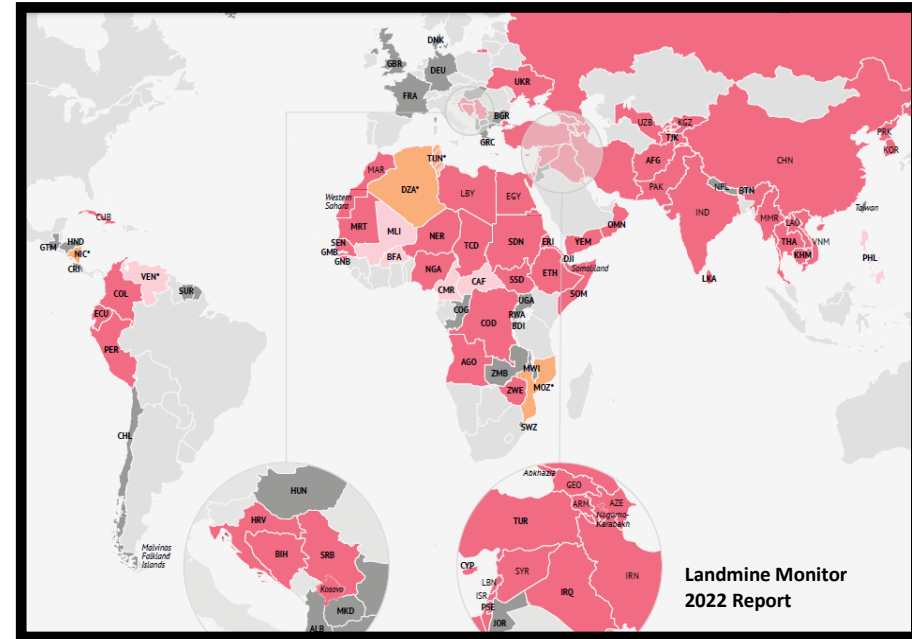 DNK
GBR
DEU
UKR
FRA
BGR
GRC
UZB
KGZ
TJK
PRK
KOR
AFG
CHN
PAK
NPL
BTN
IND
MMR
LAO
Taiwan
THA
VNM
KHM
PHL
LKA
MAR
TUN*
DZA*
LBY
EGY
Western
Sahara
MRT
MLI
NER
TCD
SDN
ERI
YEM
OMN
SEN
GMB
GNB
BFA
NGA
DJI
Somaliland
CMR
CAF
SSD
ETH
SOM
COG
UGA
RWA
BDI
COD
AGO
ZMB
MWI
MOZ*
ZWE
SWZ
CUB
GTM
HND
NIC*
CRI
VEN*
COL
SUR
ECU
PER
CHL
Malvinas
Falkland
Islands
HUN
HRV
BIH
SRB
Kosovo
MKD
ALB
Abkhazia
GEO
ARM
AZE
Nagorno-
Karabakh
TUR
CYP
SYR
LBN
ISR
PSE
JOR
IRQ
IRN
Landmine Monitor
2022 Report